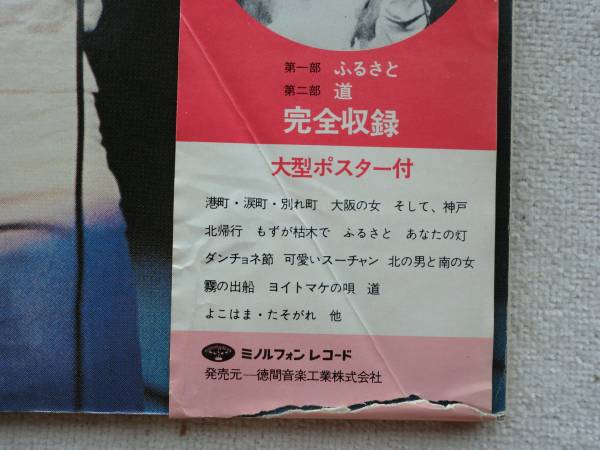 第一部 ふるさと
第二部 道
完全収録
大型ポスター付
港町・涙町・別れ町 大阪の女 そして、神戸
北帰行 もずが枯木で ふるさと あなたの灯
ダンチョネ節 可愛いスーチャン 北の男と南の女
霧の出船 ヨイトマケの唄 道
よこはま・たそがれ 他
ミノルフォン レコード
発売元—徳間音楽工業株式会社